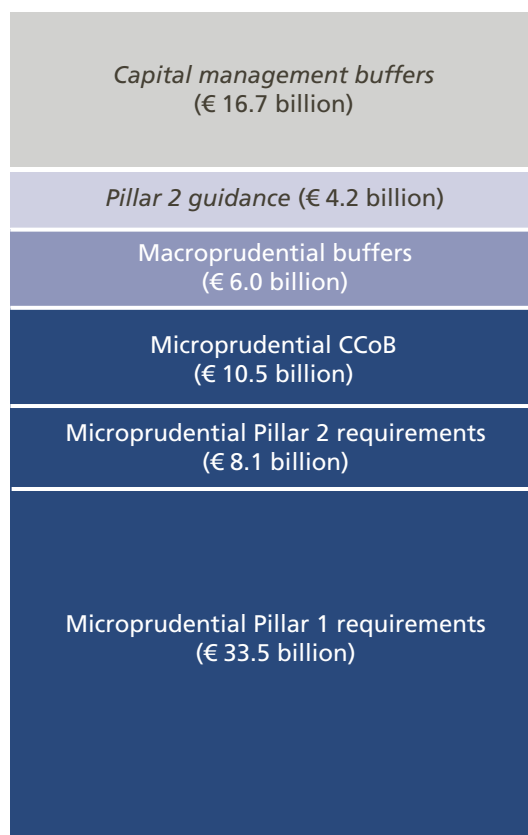 Capital management buffers
(€ 16.7 billion)
Pillar 2 guidance (€ 4.2 billion)
Macroprudential buffers
(€ 6.0 billion)
Microprudential CCoB
(€ 10.5 billion)
Microprudential Pillar 2 requirements
(€ 8.1 billion)
Microprudential Pillar 1 requirements
(€ 33.5 billion)